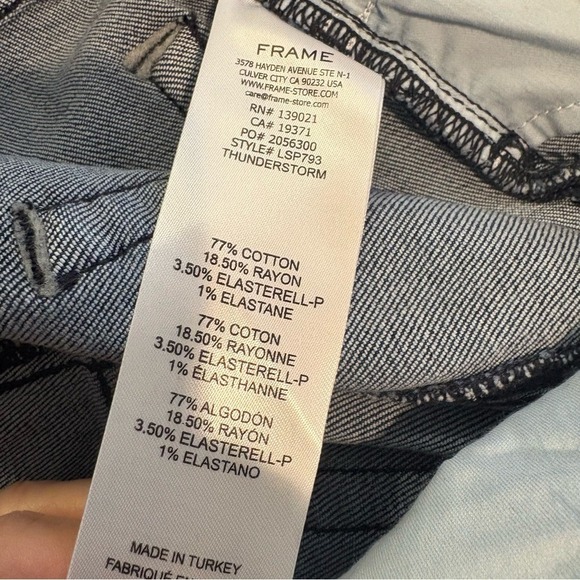 FRAME
3578 HAYDEN AVENUE STE N-1
CULVER CITY CA 90232 USA
WWW.FRAME-STORE.COM
care@frame-store.com
RN# 139021
CA# 19371
PO# 2056300
STYLE# LSP793
THUNDERSTORM
77% COTTON
18.50% RAYON
3.50% ELASTERELL-P
1% ELASTANE
77% COTON
18.50% RAYONNE
3.50% ELASTERELL-P
1% ÉLASTHANNE
77% ALGODÓN
18.50% RAYÓN
3.50% ELASTERELL-P
1% ELASTANO
MADE IN TURKEY
FABRIQUÉ